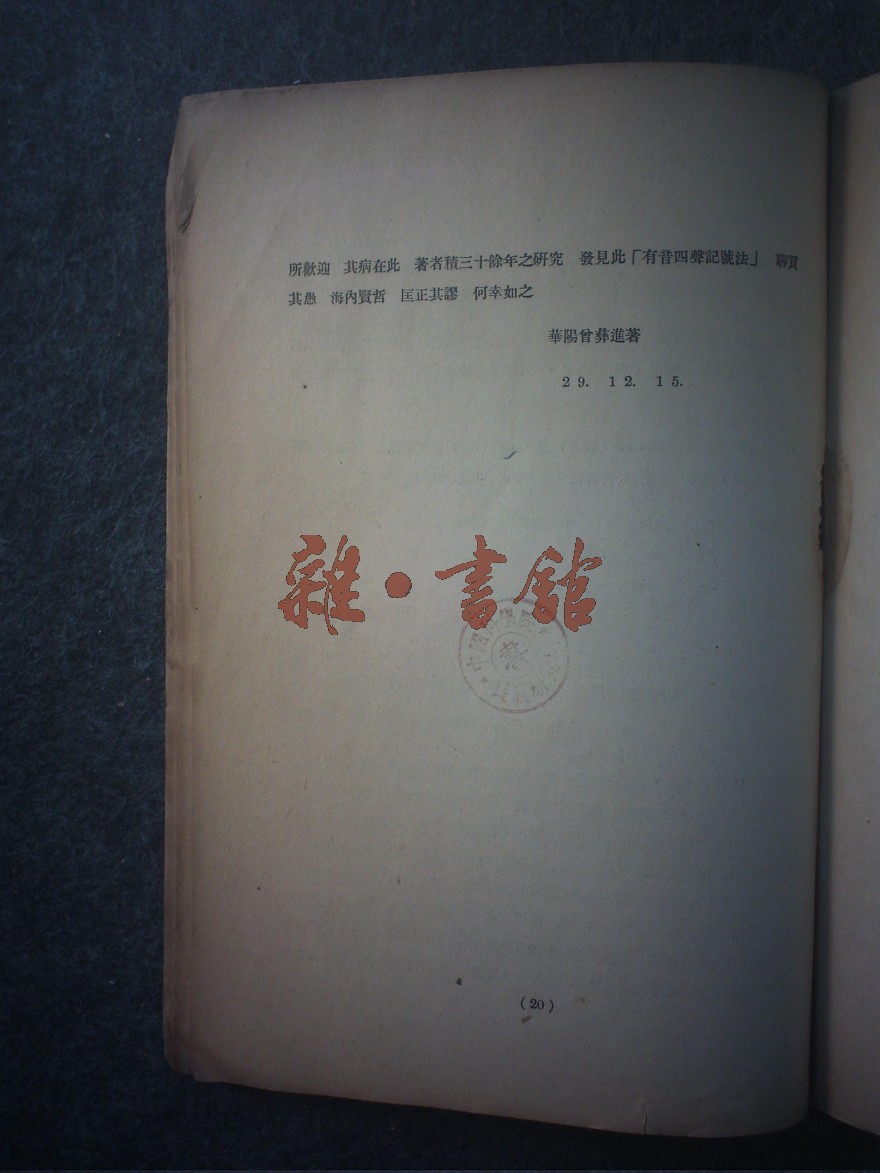 所歡迎　其病在此　著者積三十餘年之研究　發見此「有音四聲記號法」　聊貢
其愚　海內賢哲　匡正其謬　何幸如之
華陽曾彝進著
29. 12. 15.
雜·書館
(20)